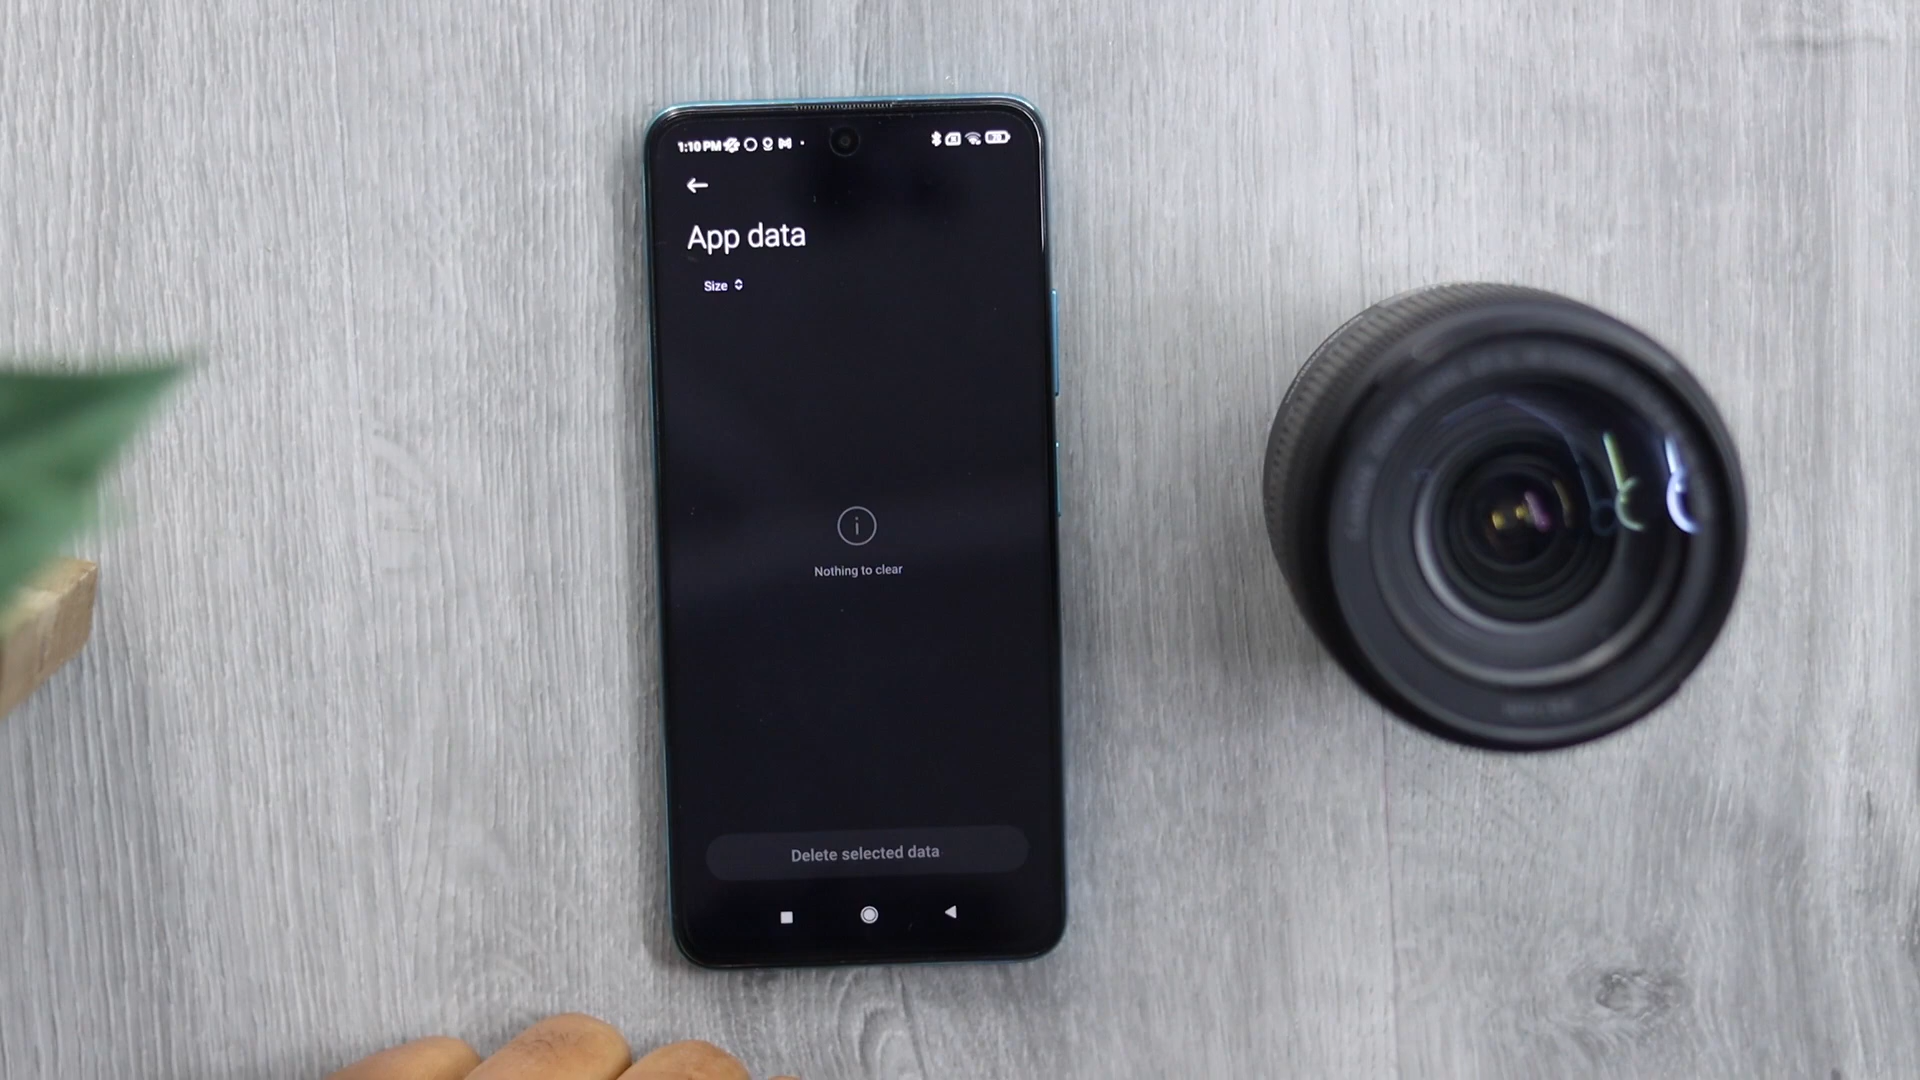 1:10 PM
App data
Size
Nothing to clear
Delete selected data